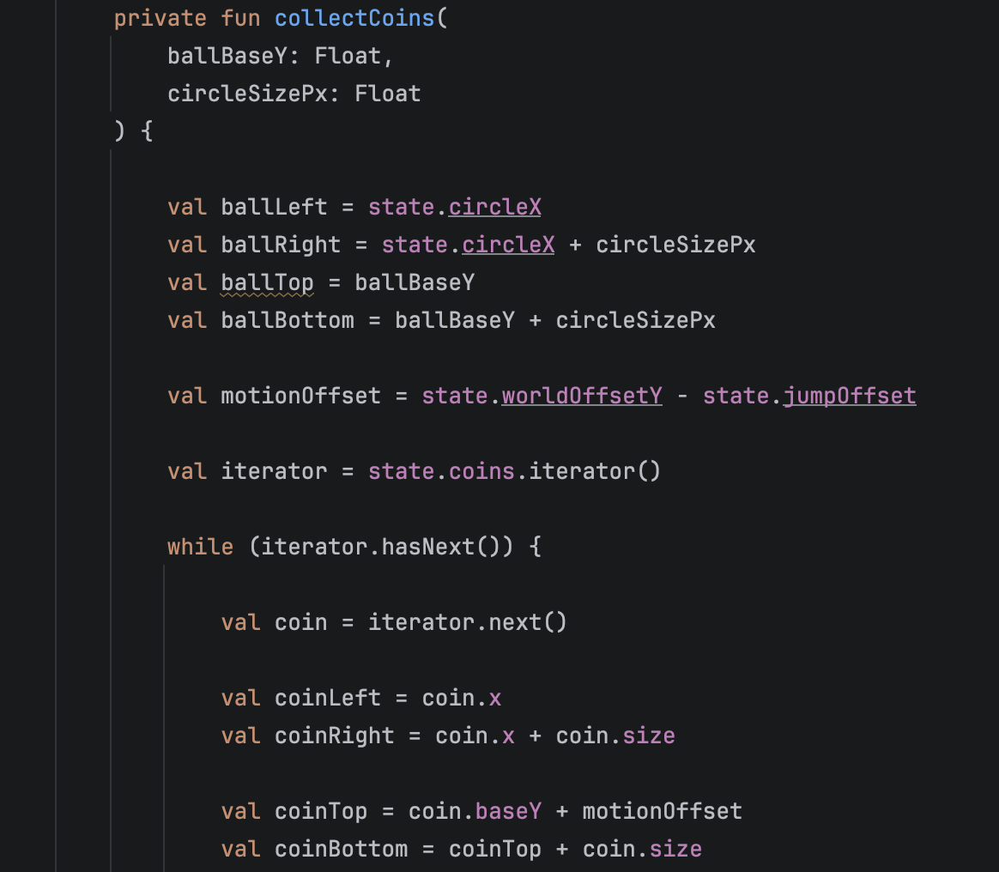 private fun collectCoins(
ballBaseY: Float,
circleSizePx: Float
) {
val ballLeft = state.circleX
val ballRight = state.circleX + circleSizePx
val ballTop = ballBaseY
val ballBottom = ballBaseY + circleSizePx
val motionOffset = state.worldOffsetY - state.jumpOffset
val iterator = state.coins.iterator()
while (iterator.hasNext()) {
val coin = iterator.next()
val coinLeft = coin.x
val coinRight = coin.x + coin.size
val coinTop = coin.baseY + motionOffset
val coinBottom = coinTop + coin.size